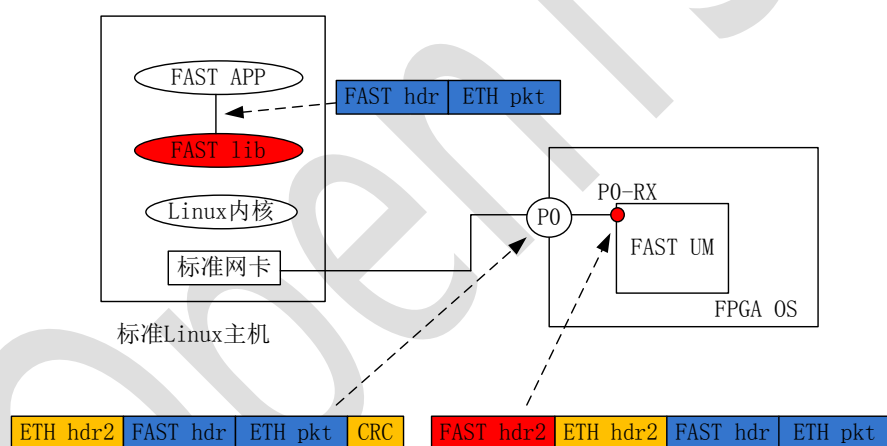 FAST APP
FAST hdr ETH pkt
FAST lib
Linux内核
标准网卡
标准Linux主机
P0
P0-RX
FAST UM
FPGA OS
ETH hdr2 FAST hdr ETH pkt CRC
FAST hdr2 ETH hdr2 FAST hdr ETH pkt